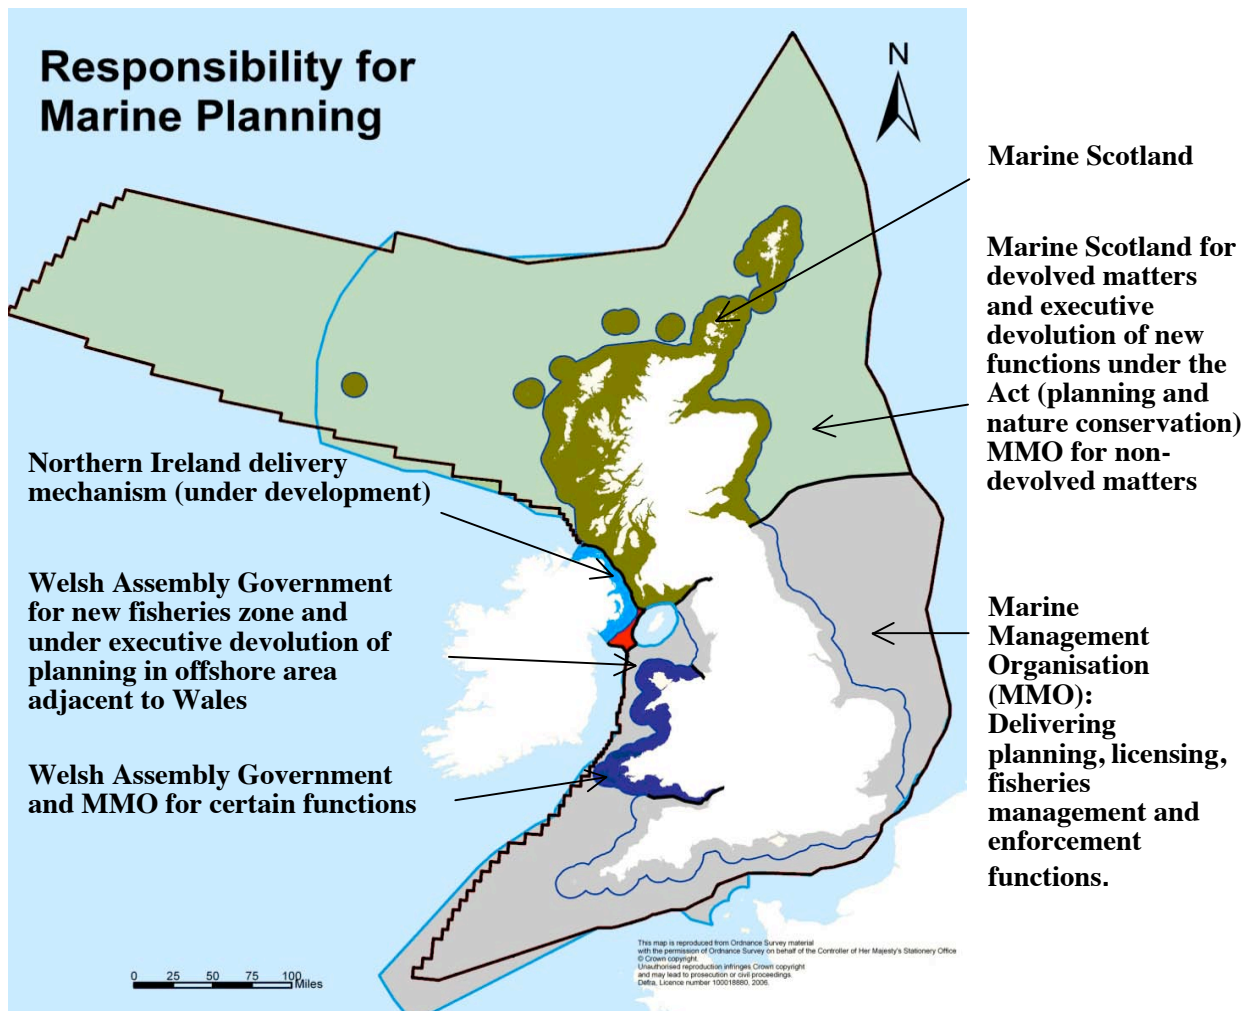 Responsibility for
Marine Planning
N
Marine Scotland
Marine Scotland for
devolved matters
and executive
devolution of new
functions under the
Act (planning and
nature conservation)
MMO for non-
devolved matters
Northern Ireland delivery
mechanism (under development)
Welsh Assembly Government
for new fisheries zone and
under executive devolution of
planning in offshore area
adjacent to Wales
Welsh Assembly Government
and MMO for certain functions
Marine
Management
Organisation
(MMO):
Delivering
planning, licensing,
fisheries
management and
enforcement
functions.
This map is reproduced from Ordnance Survey material
with the permission of Ordnance Survey on behalf of the Controller of Her Majesty's Stationery Office
© Crown copyright.
Unauthorised reproduction infringes Crown copyright
and may lead to prosecution or civil proceedings.
Defra, Licence number 100018880, 2006.
0 25 50 75 100
Miles